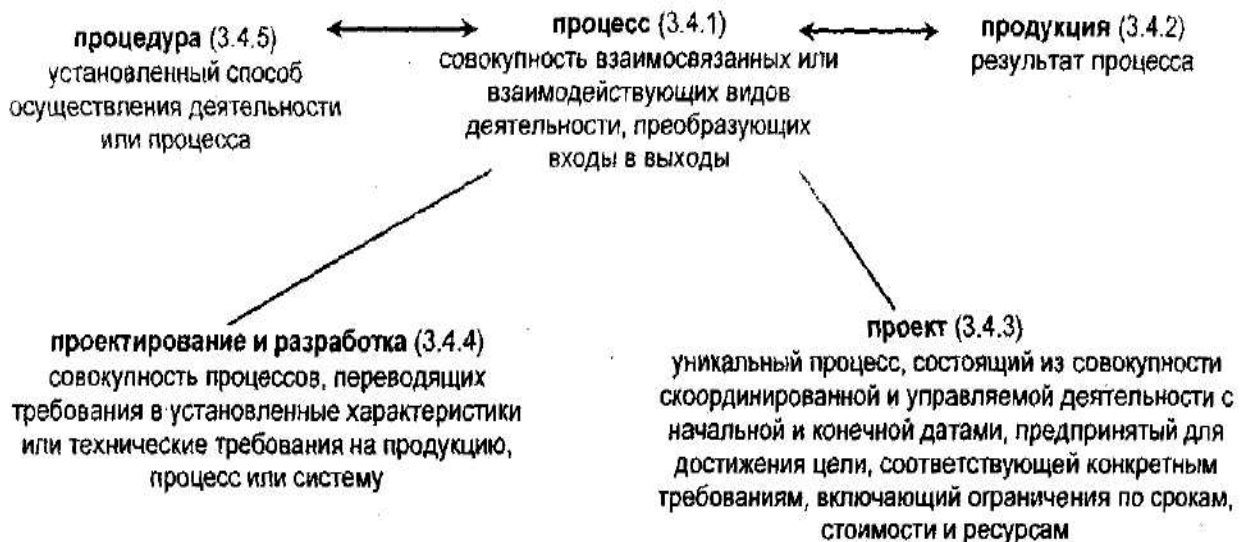 процедура (3.4.5)
установленный способ
осуществления деятельности
или процесса
процесс (3.4.1)
совокупность взаимосвязанных или
взаимодействующих видов
деятельности, преобразующих
входы в выходы
продукция (3.4.2)
результат процесса
проектирование и разработка (3.4.4)
совокупность процессов, переводящих
требования в установленные характеристики
или технические требования на продукцию,
процесс или систему
проект (3.4.3)
уникальный процесс, состоящий из совокупности
скоординированной и управляемой деятельности с
начальной и конечной датами, предпринятый для
достижения цели, соответствующей конкретным
требованиям, включающий ограничения по срокам,
стоимости и ресурсам